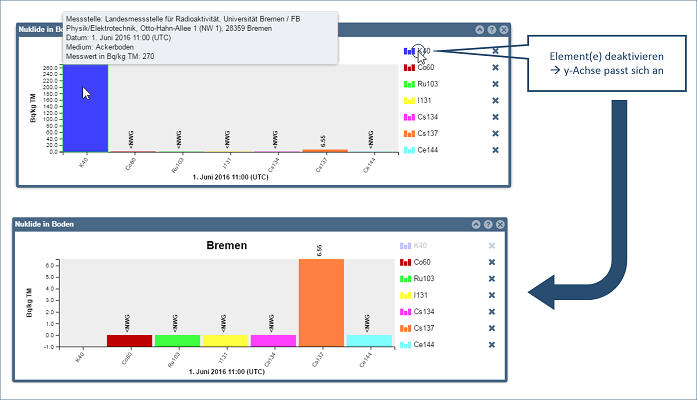 Nuklide in Boden
Messstelle: Landesmessstelle für Radioaktivität, Universität Bremen / FB
Physik/Elektrotechnik, Otto-Hahn-Allee 1 (NW 1), 28359 Bremen
Datum: 1. Juni 2016 11:00 (UTC)
Medium: Ackerboden
Messwert in Bq/kg TM: 270
Bq/kg TM
260.0
240.0
220.0
200.0
180.0
160.0
140.0
120.0
100.0
80.0
60.0
40.0
20.0
0.0
<NWG
<NWG
<NWG
<NWG
6.55
<NWG
K40
Co60
Ru103
I131
Cs134
Cs137
Ce144
1. Juni 2016 11:00 (UTC)
K40
Co60
Ru103
I131
Cs134
Cs137
Ce144
Element(e) deaktivieren
→ y-Achse passt sich an
Nuklide in Boden
Bremen
Bq/kg TM
6.0
5.0
4.0
3.0
2.0
1.0
0.0
-1.0
<NWG
<NWG
<NWG
<NWG
6.55
<NWG
K40
Co60
Ru103
I131
Cs134
Cs137
Ce144
1. Juni 2016 11:00 (UTC)
K40
Co60
Ru103
I131
Cs134
Cs137
Ce144